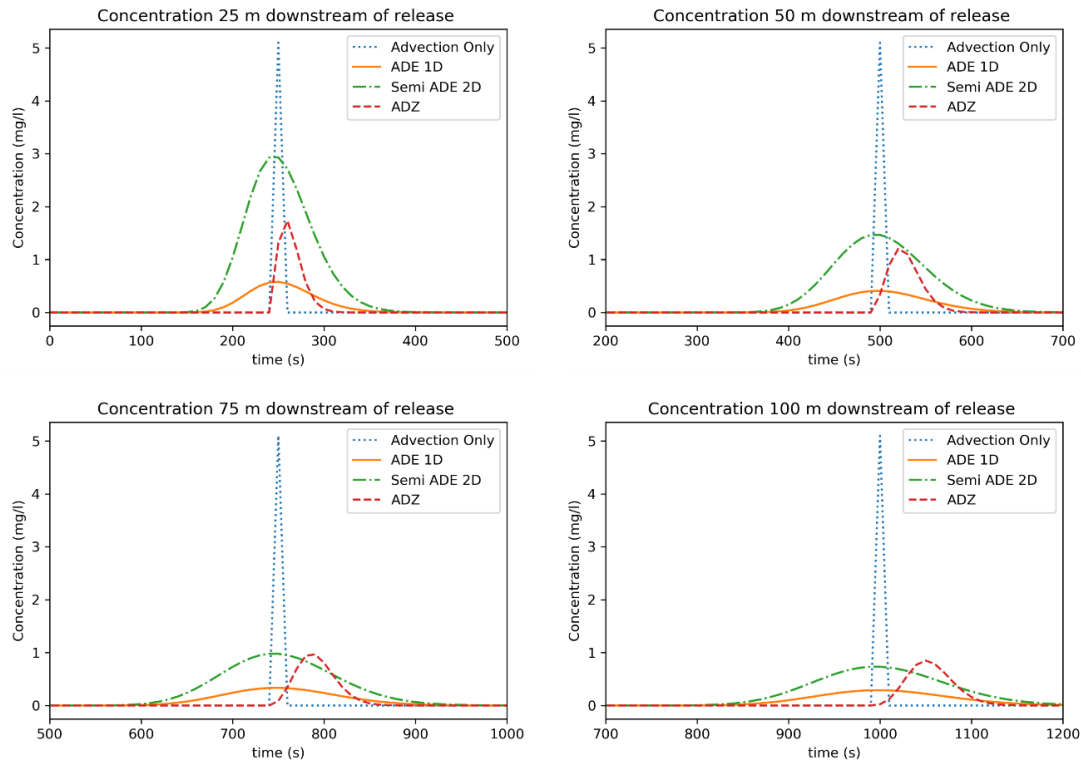 Concentration 25 m downstream of release
Concentration (mg/l)
5
4
3
2
1
0
Advection Only
ADE 1D
Semi ADE 2D
ADZ
0 100 200 300 400 500
time (s)
Concentration 50 m downstream of release
Concentration (mg/l)
5
4
3
2
1
0
Advection Only
ADE 1D
Semi ADE 2D
ADZ
200 300 400 500 600 700
time (s)
Concentration 75 m downstream of release
Concentration (mg/l)
5
4
3
2
1
0
Advection Only
ADE 1D
Semi ADE 2D
ADZ
500 600 700 800 900 1000
time (s)
Concentration 100 m downstream of release
Concentration (mg/l)
5
4
3
2
1
0
Advection Only
ADE 1D
Semi ADE 2D
ADZ
700 800 900 1000 1100 1200
time (s)